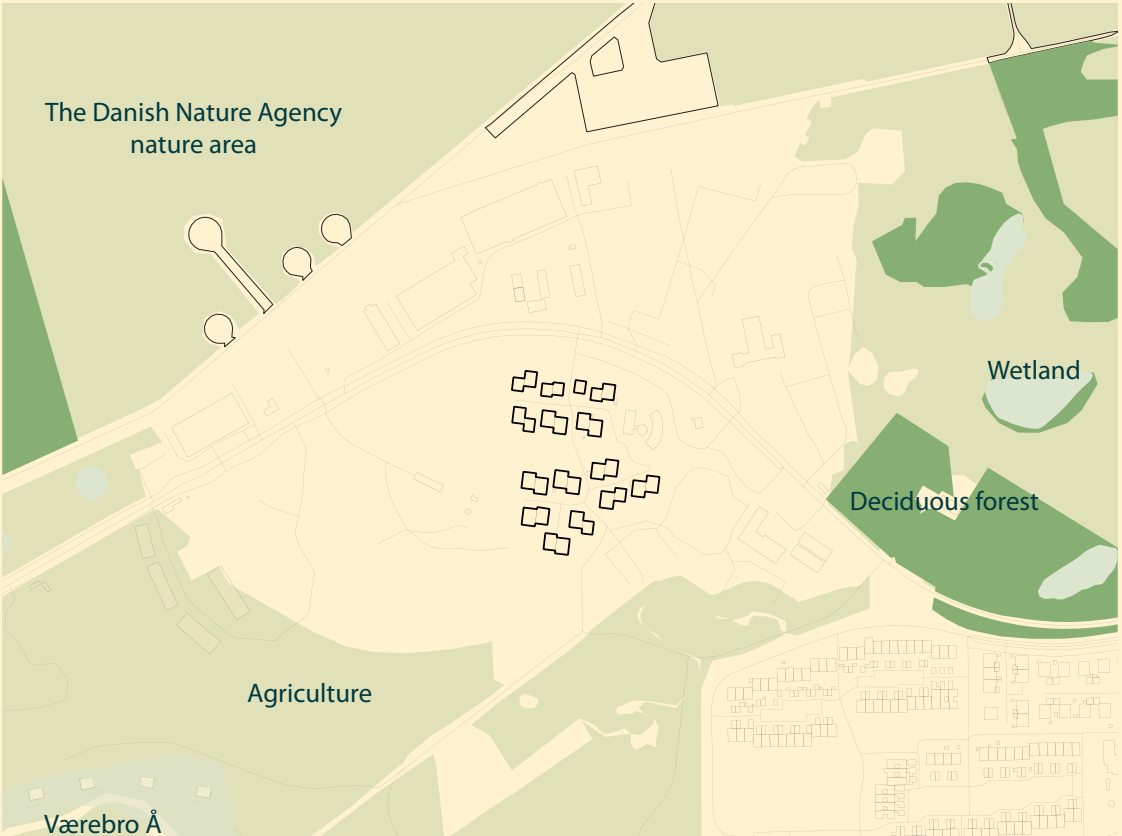 The Danish Nature Agency
nature area
Wetland
Deciduous forest
Agriculture
Værebro Å